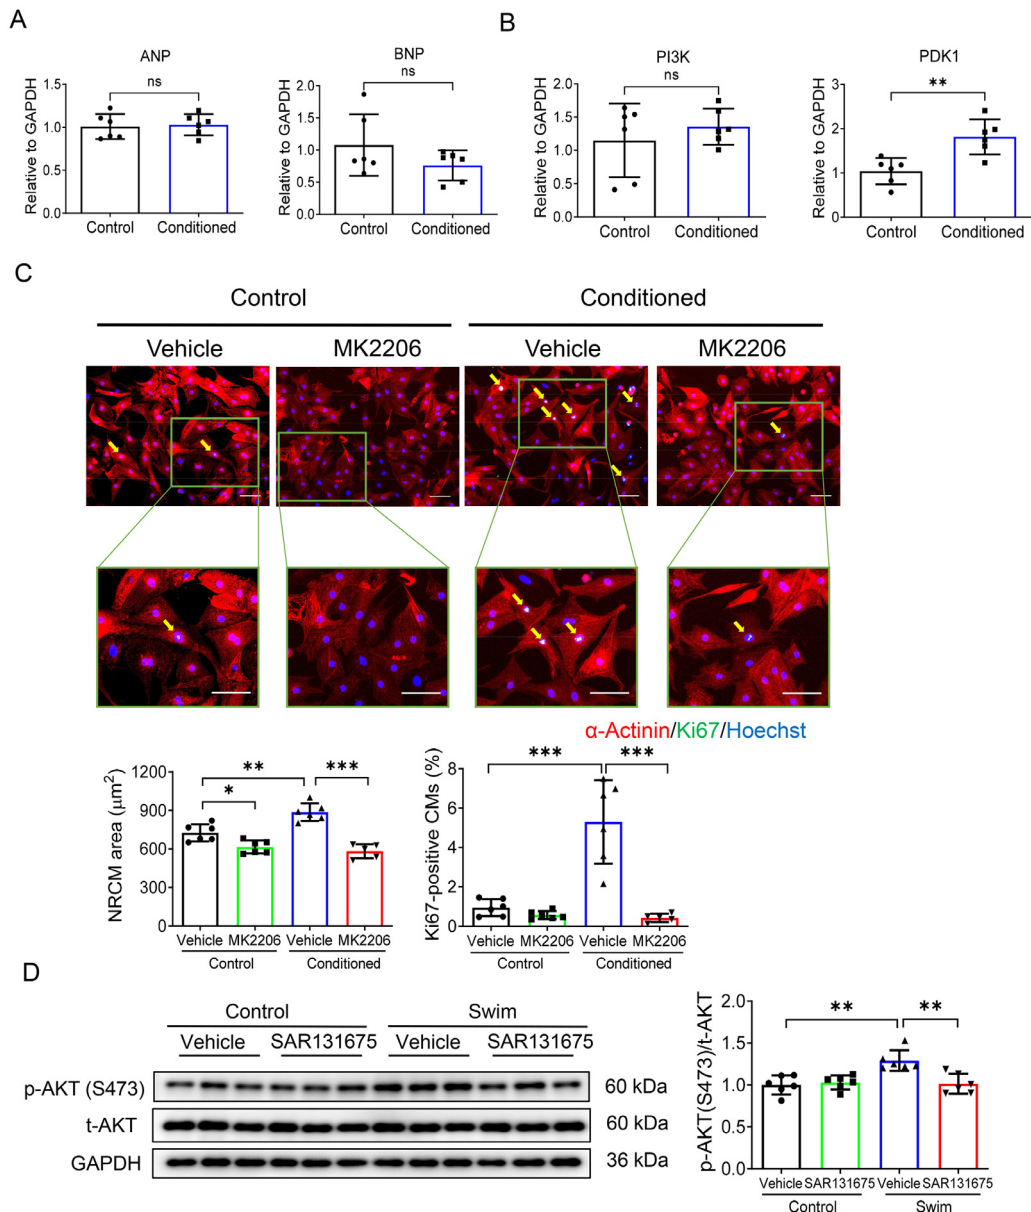 A
B
ANP
BNP
PI3K
PDK1
Relative to GAPDH
1.5
1.0
0.5
0.0
ns
Control
Conditioned
Relative to GAPDH
2.0
1.5
1.0
0.5
0.0
ns
Control
Conditioned
Relative to GAPDH
2.0
1.5
1.0
0.5
0.0
ns
Control
Conditioned
Relative to GAPDH
3
2
1
0
**
Control
Conditioned
C
Control
Conditioned
Vehicle
MK2206
Vehicle
MK2206
α-Actinin/Ki67/Hoechst
NRCM area (μm²)
1200
900
600
300
0
**
*
***
Vehicle
MK2206
Vehicle
MK2206
Control
Conditioned
Ki67-positive CMs (%)
8
6
4
2
0
***
***
Vehicle
MK2206
Vehicle
MK2206
Control
Conditioned
D
Control
Swim
Vehicle
SAR131675
Vehicle
SAR131675
p-AKT (S473)
60 kDa
t-AKT
60 kDa
GAPDH
36 kDa
p-AKT(S473)/t-AKT
2.0
1.5
1.0
0.5
0.0
**
**
Vehicle
SAR131675
Vehicle
SAR131675
Control
Swim